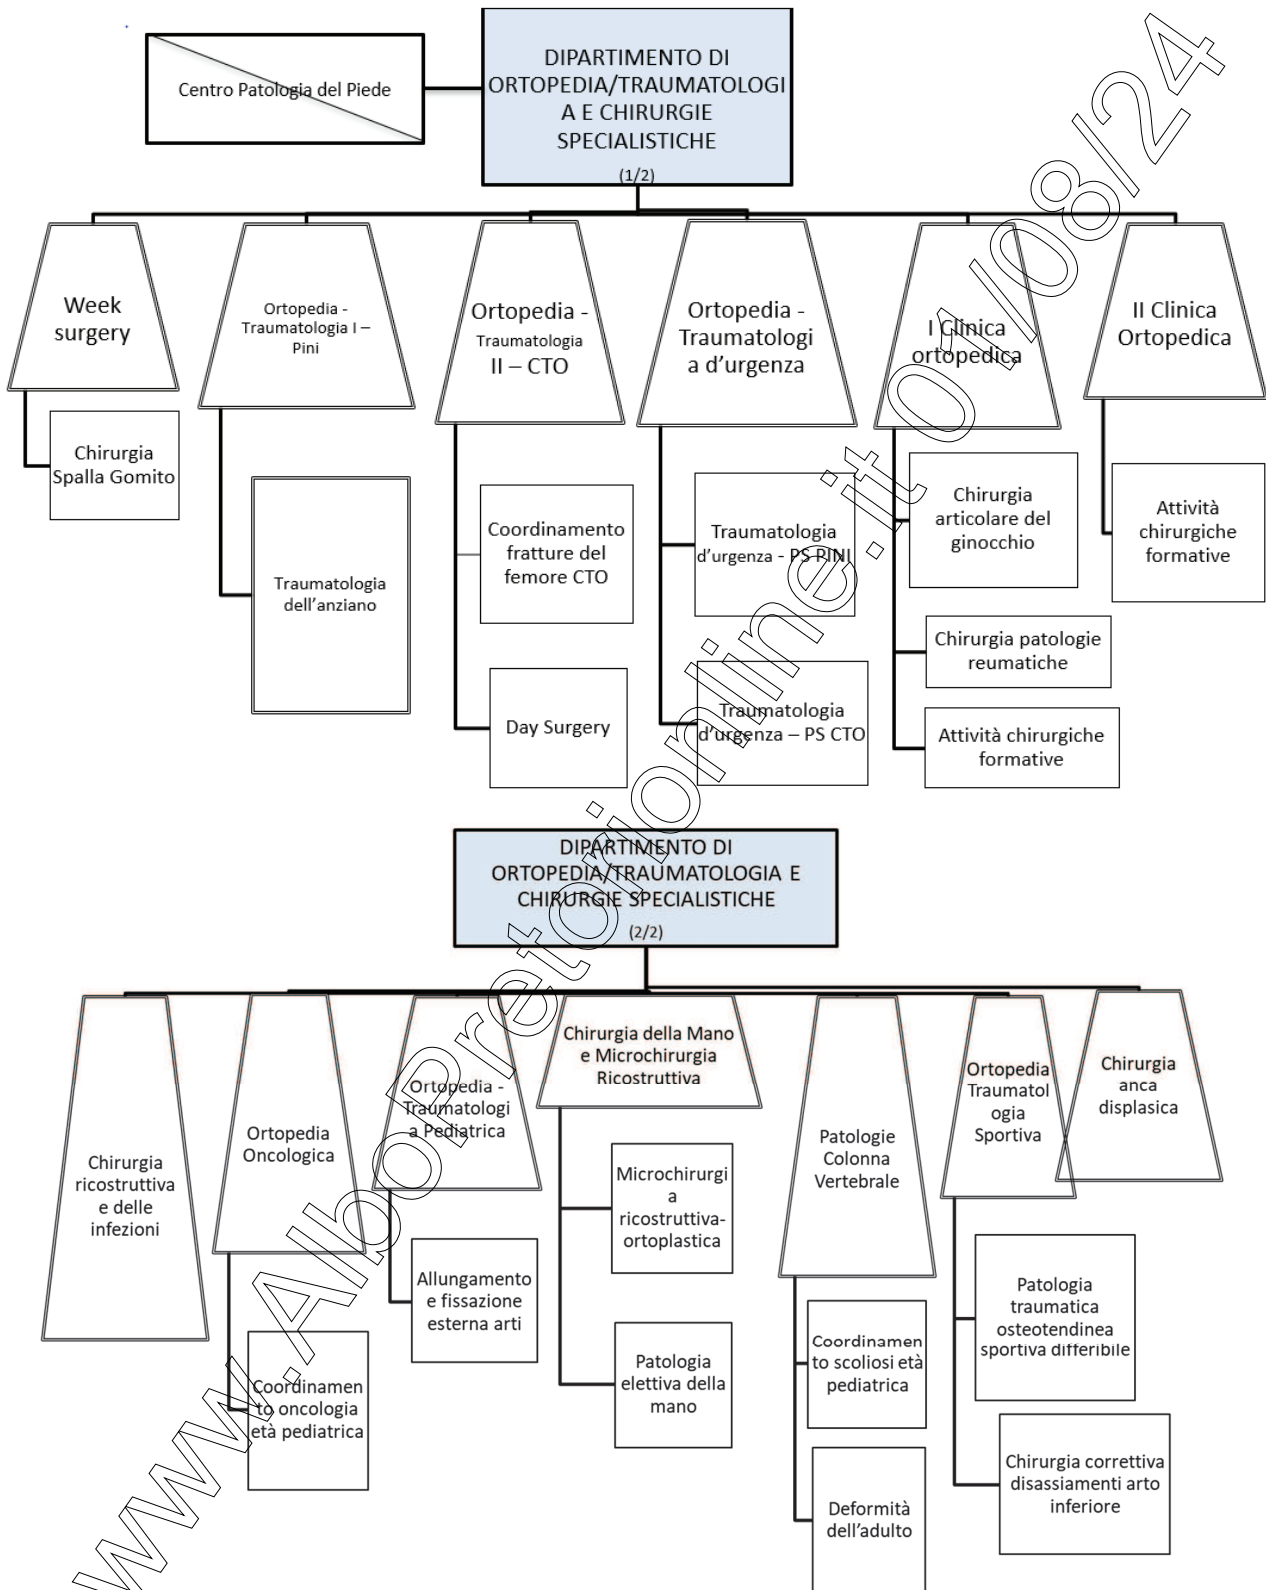 Centro Patologia del Piede
DIPARTIMENTO DI
ORTOPEDIA/TRAUMATOLOGI
A E CHIRURGIE
SPECIALISTICHE
(1/2)
Week
surgery
Ortopedia -
Traumatologia I –
Pini
Ortopedia -
Traumatologia
II – CTO
Ortopedia -
Traumatologi
a d'urgenza
I Clinica
ortopedica
II Clinica
Ortopedica
Chirurgia
Spalla Gomito
Traumatologia
dell'anziano
Coordinamento
fratture del
femore CTO
Day Surgery
Traumatologia
d'urgenza - PS PINI
Traumatologia
d'urgenza – PS CTO
Chirurgia
articolare del
ginocchio
Chirurgia patologie
reumatiche
Attività chirurgiche
formative
Attività
chirurgiche
formative
DIPARTIMENTO DI
ORTOPEDIA/TRAUMATOLOGIA E
CHIRURGIE SPECIALISTICHE
(2/2)
Chirurgia
ricostruttiva
e delle
infezioni
Ortopedia
Oncologica
Ortopedia -
Traumatologi
a Pediatrica
Chirurgia della Mano
e Microchirurgia
Ricostruttiva
Patologie
Colonna
Vertebrale
Ortopedia
Traumatol
ogia
Sportiva
Chirurgia
anca
displasica
Coordinamen
to oncologia
età pediatrica
Allungamento
e fissazione
esterna arti
Microchirurgi
a
ricostruttiva-
ortoplastica
Patologia
elettiva della
mano
Coordinamen
to scoliosi età
pediatrica
Deformità
dell'adulto
Patologia
traumatica
osteotendinea
sportiva differibile
Chirurgia correttiva
disassiamenti arto
inferiore
www.AlboPretorionline.it 01/08/24